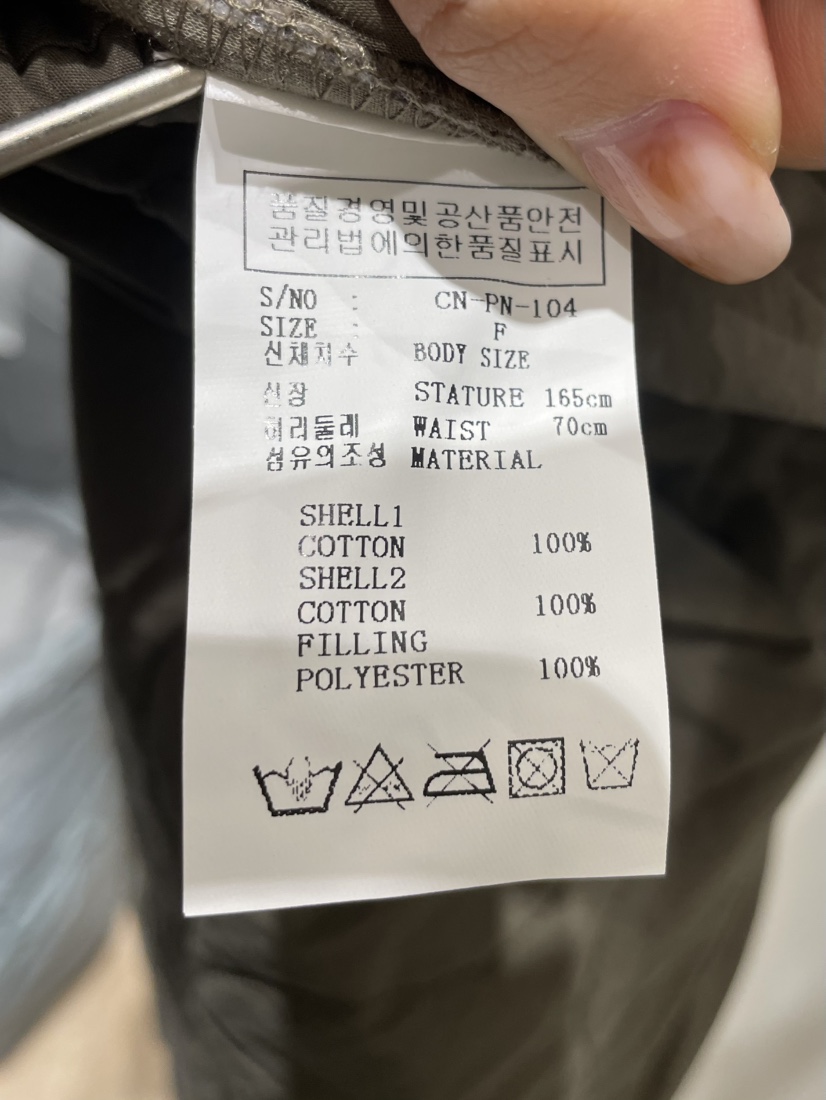 품질경영및공산품안전
관리법에의한품질표시
S/NO : CN-PN-104
SIZE : F
신체치수 BODY SIZE
신장 STATURE 165cm
허리둘레 WAIST 70cm
섬유의조성 MATERIAL
SHELL1
COTTON 100%
SHELL2
COTTON 100%
FILLING
POLYESTER 100%